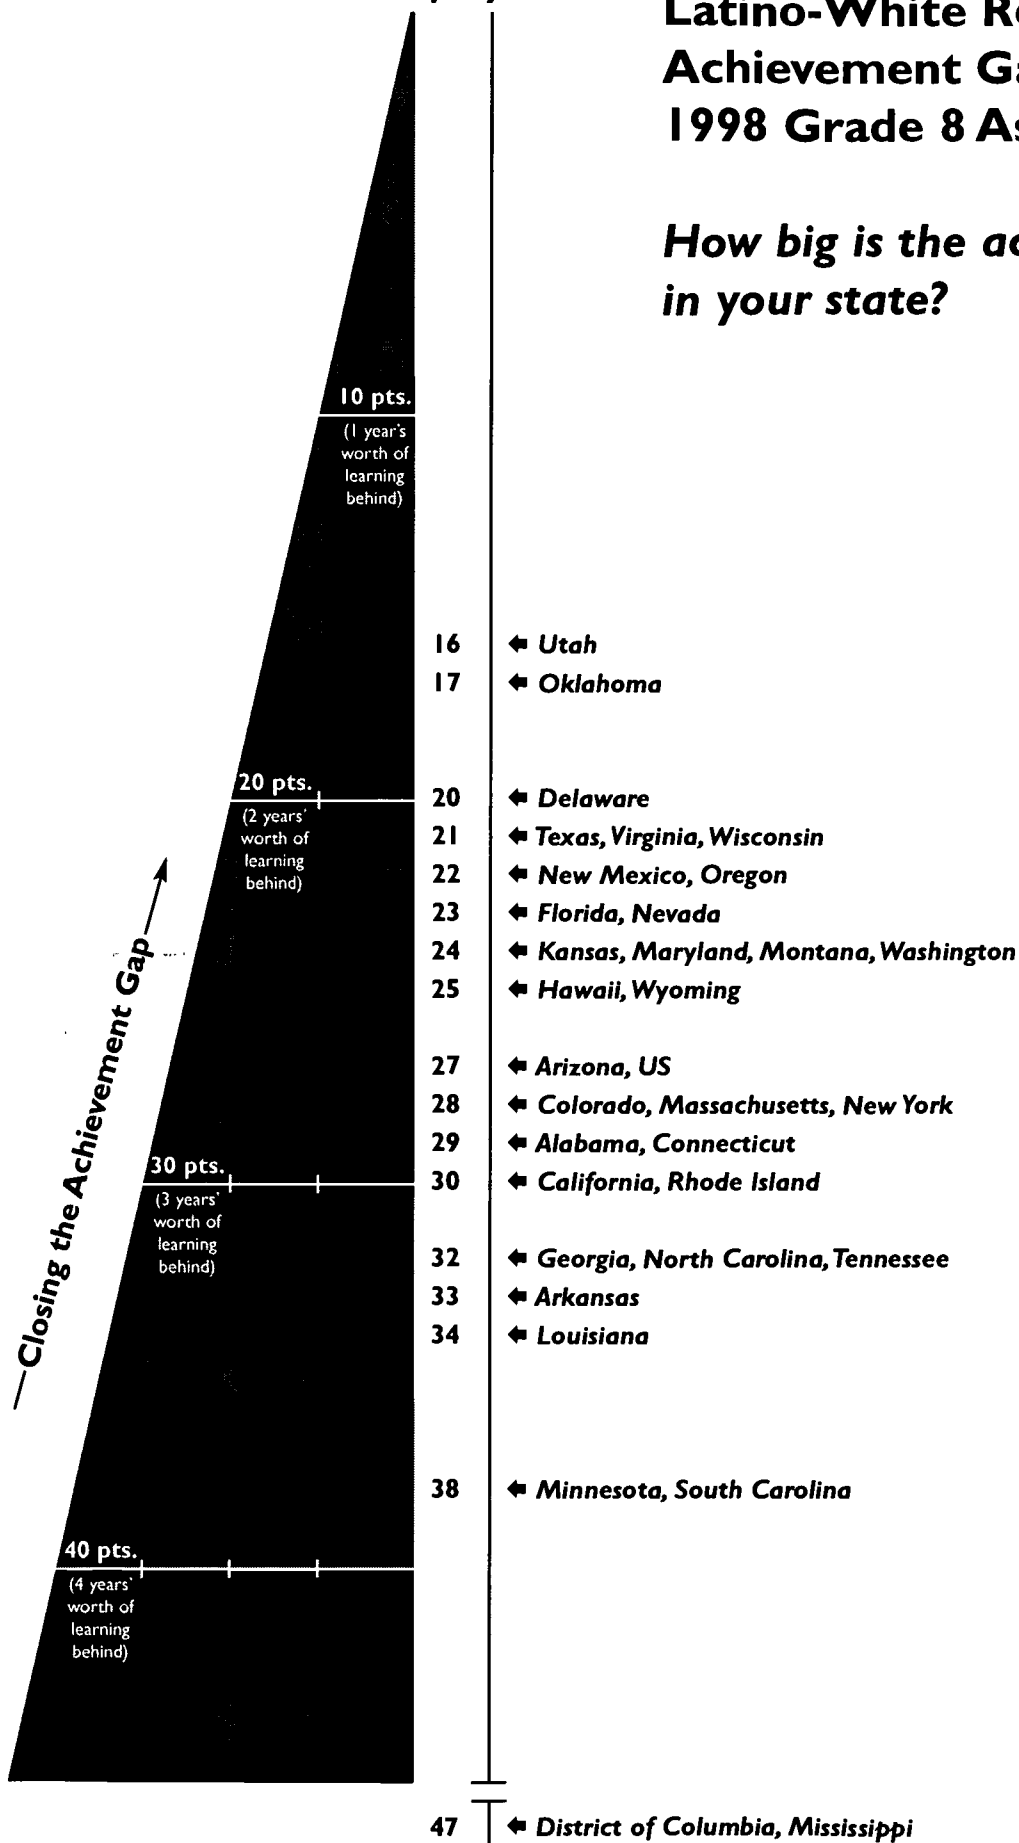 Latino-White
Achievement
1998 Grade 8
How big is the
in your state?
10 pts.
(1 year's
worth of
learning
behind)
16 Utah
17 Oklahoma
20 pts.
(2 years'
worth of
learning
behind)
20 Delaware
21 Texas, Virginia, Wisconsin
22 New Mexico, Oregon
23 Florida, Nevada
24 Kansas, Maryland, Montana, Washington
25 Hawaii, Wyoming
Closing the Achievement Gap
27 Arizona, US
28 Colorado, Massachusetts, New York
29 Alabama, Connecticut
30 pts.
(3 years'
worth of
learning
behind)
30 California, Rhode Island
32 Georgia, North Carolina, Tennessee
33 Arkansas
34 Louisiana
38 Minnesota, South Carolina
40 pts.
(4 years'
worth of
learning
behind)
47 District of Columbia, Mississippi